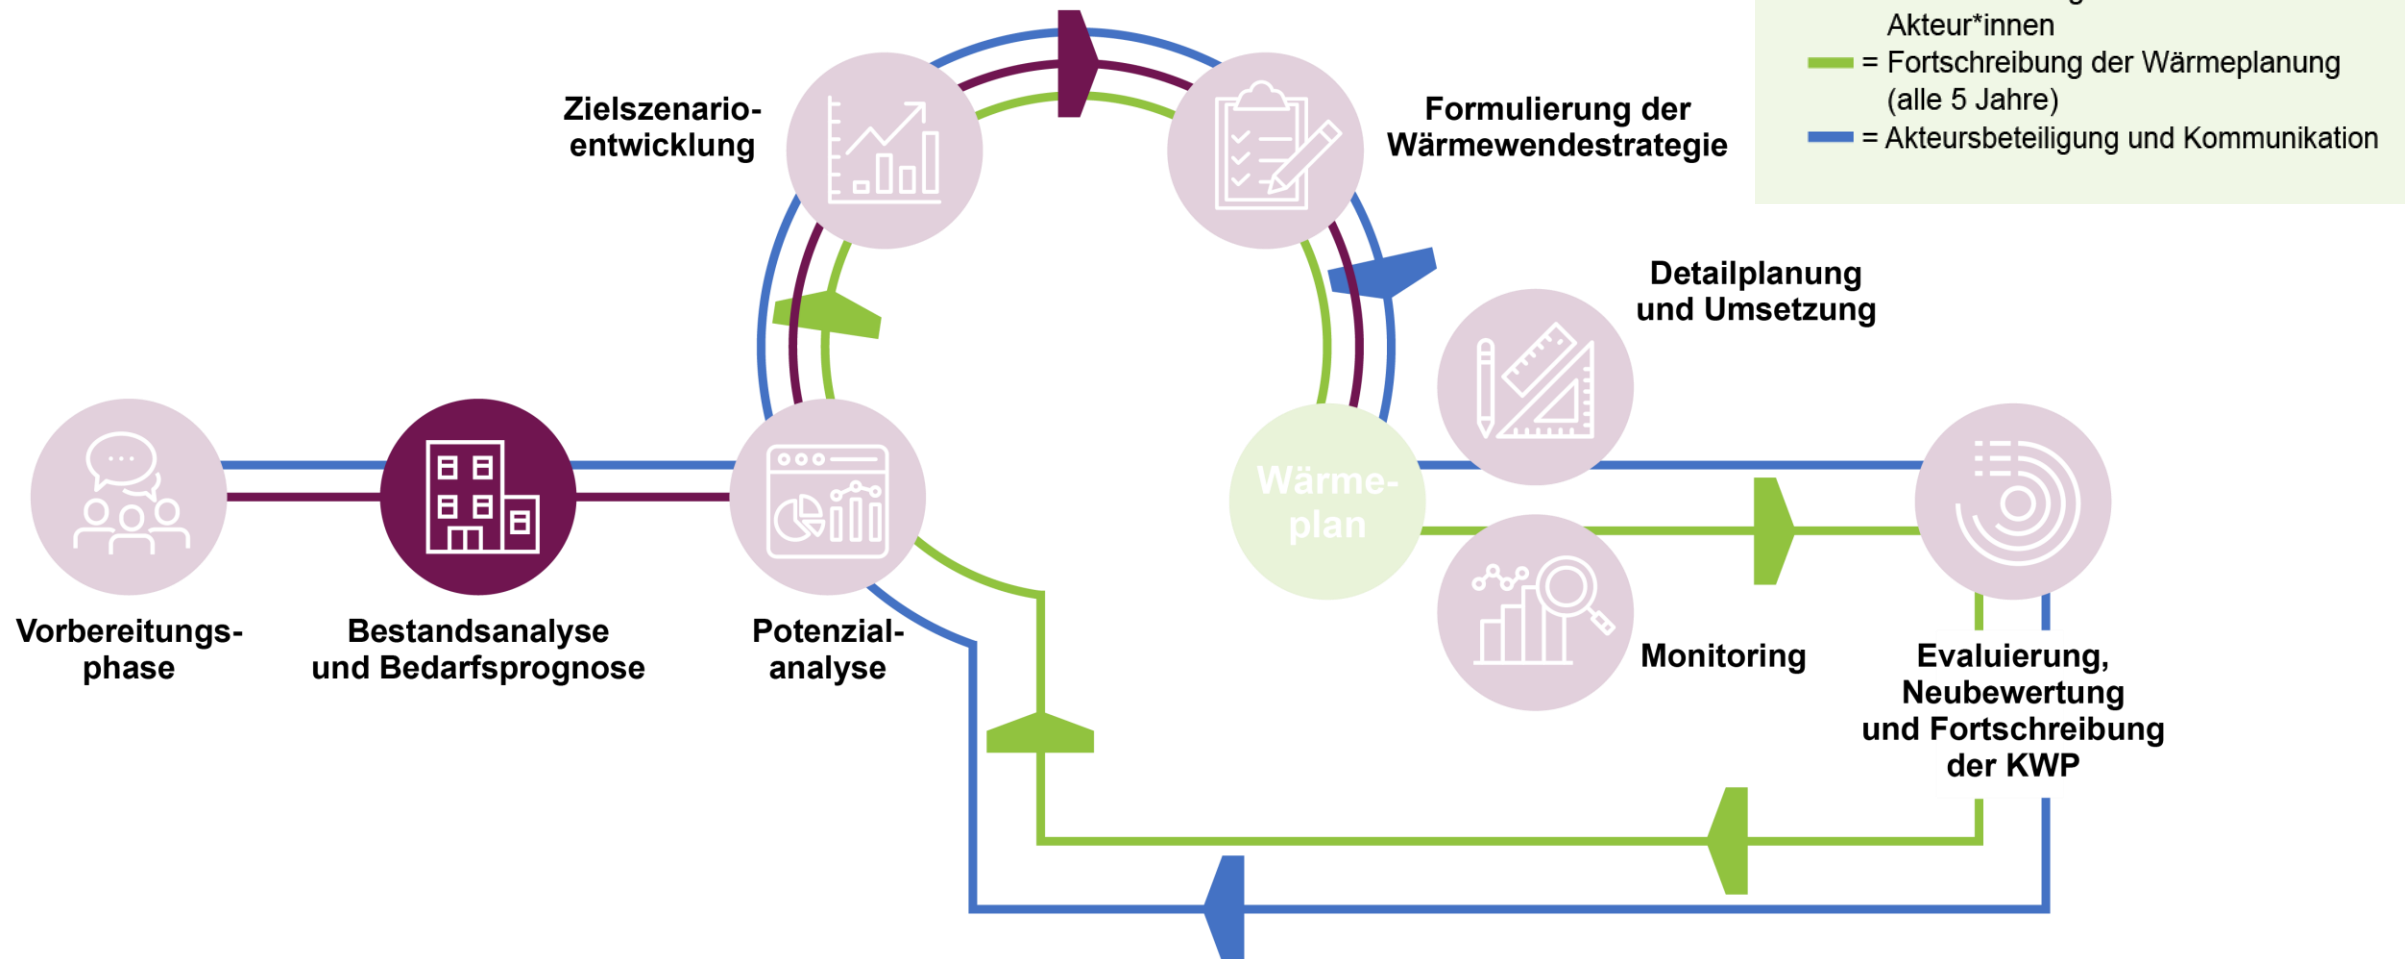 Akteur*innen
= Fortschreibung der Wärmeplanung
(alle 5 Jahre)
= Akteursbeteiligung und Kommunikation
Zielszenario-
entwicklung
Formulierung der
Wärmewendestrategie
Detailplanung
und Umsetzung
Wärme-
plan
Vorbereitungs-
phase
Bestandsanalyse
und Bedarfsprognose
Potenzial-
analyse
Monitoring
Evaluierung,
Neubewertung
und Fortschreibung
der KWP